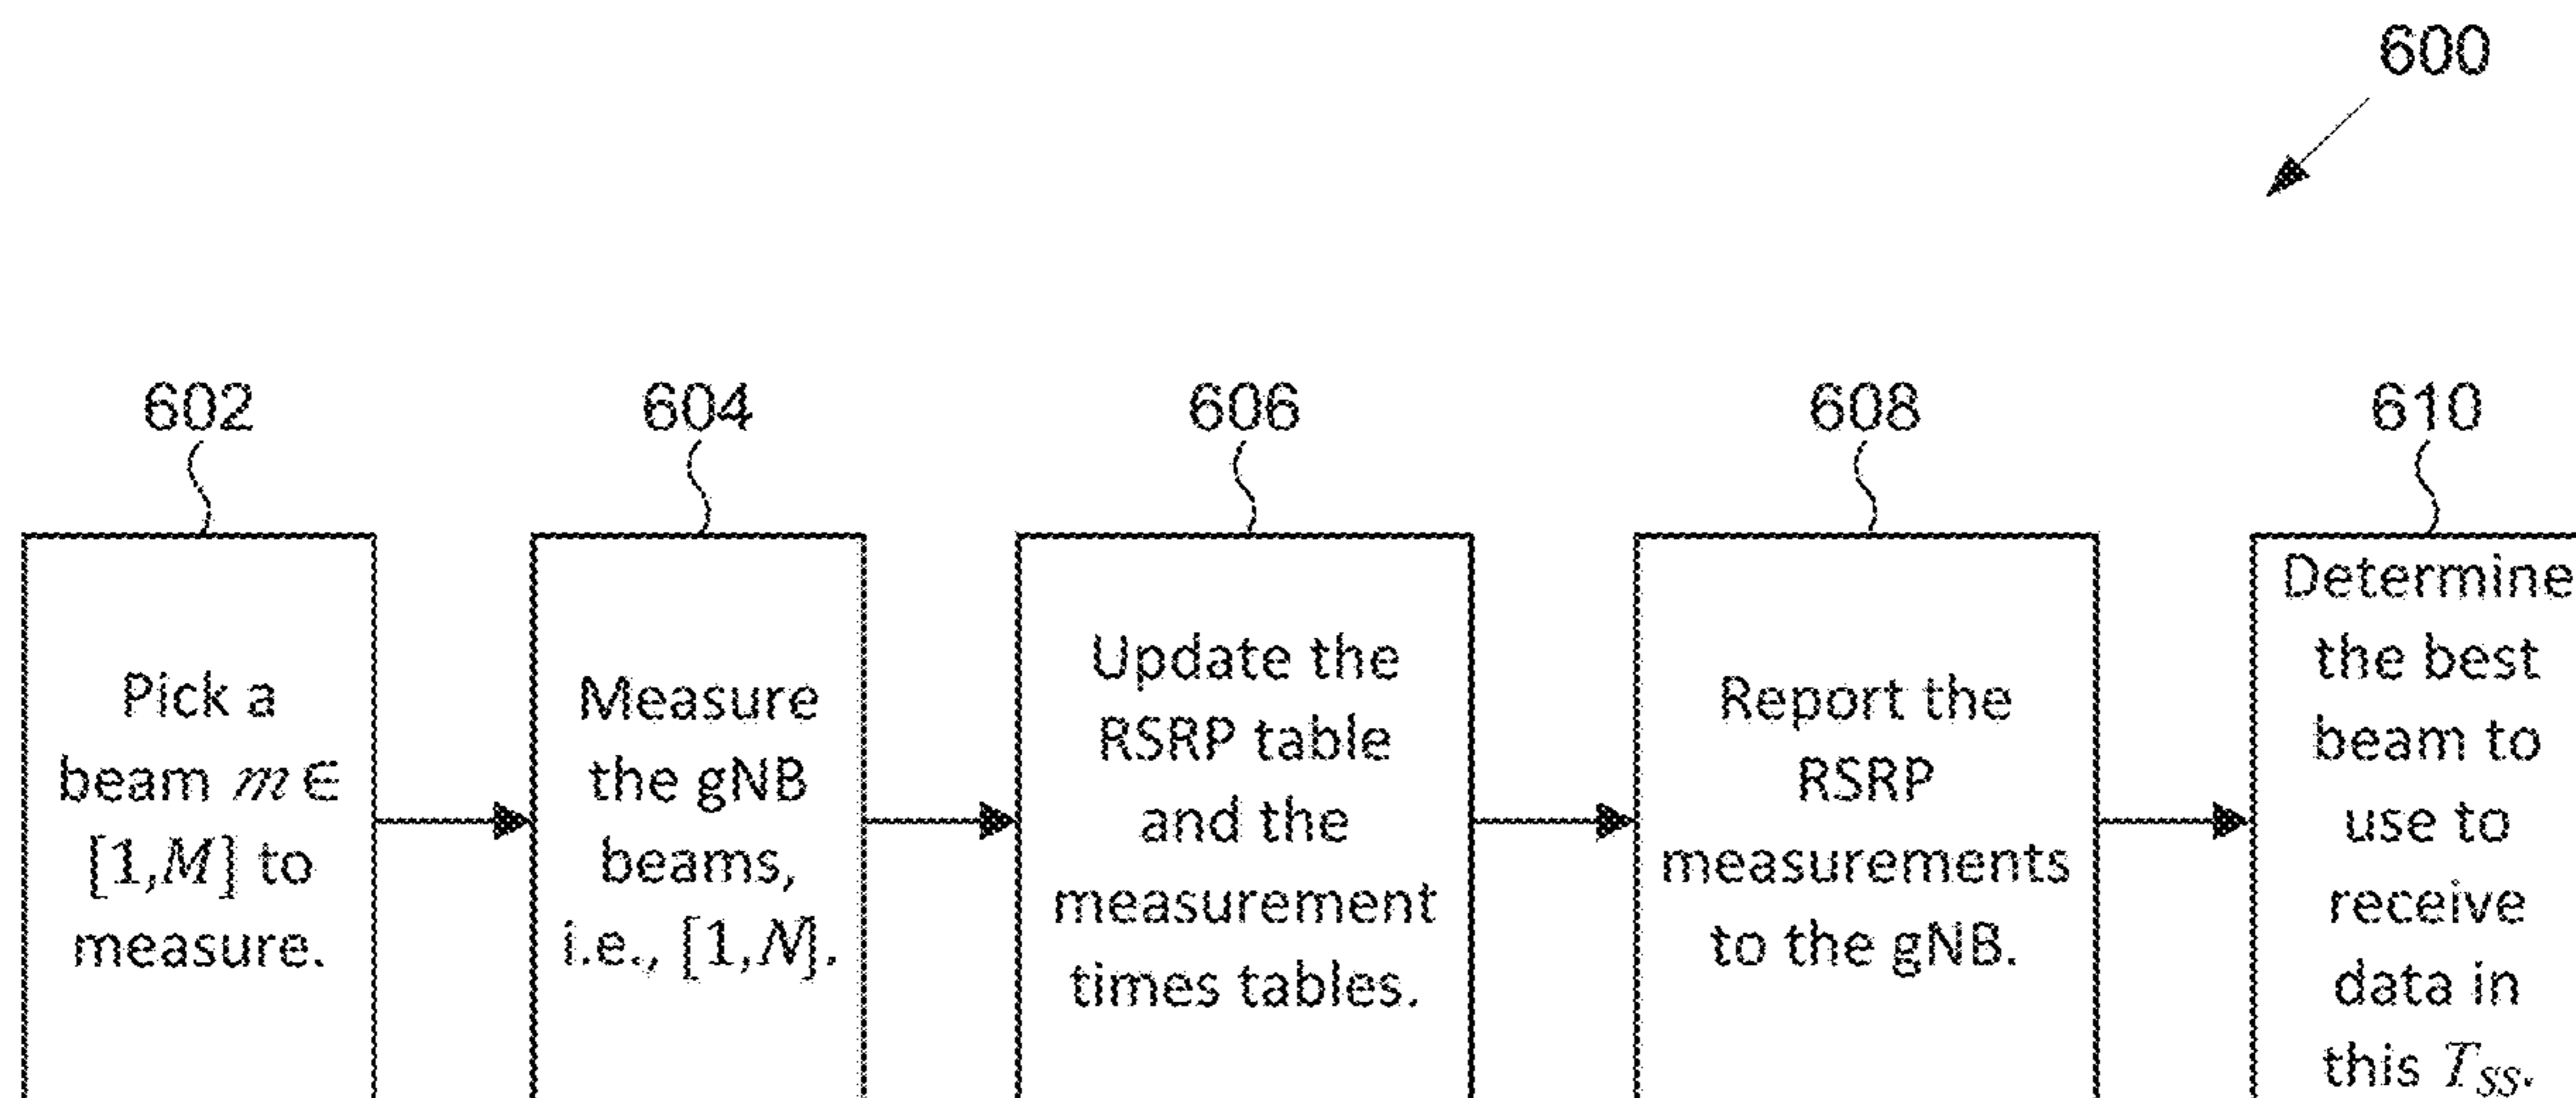 600
602
604
606
608
610
Pick a
beam m ∈
[1,M] to
measure.
Measure
the gNB
beams,
i.e., [1,N].
Update the
RSRP table
and the
measurement
times tables.
Report the
RSRP
measurements
to the gNB.
Determine
the best
beam to
use to
receive
data in
this T_SS.